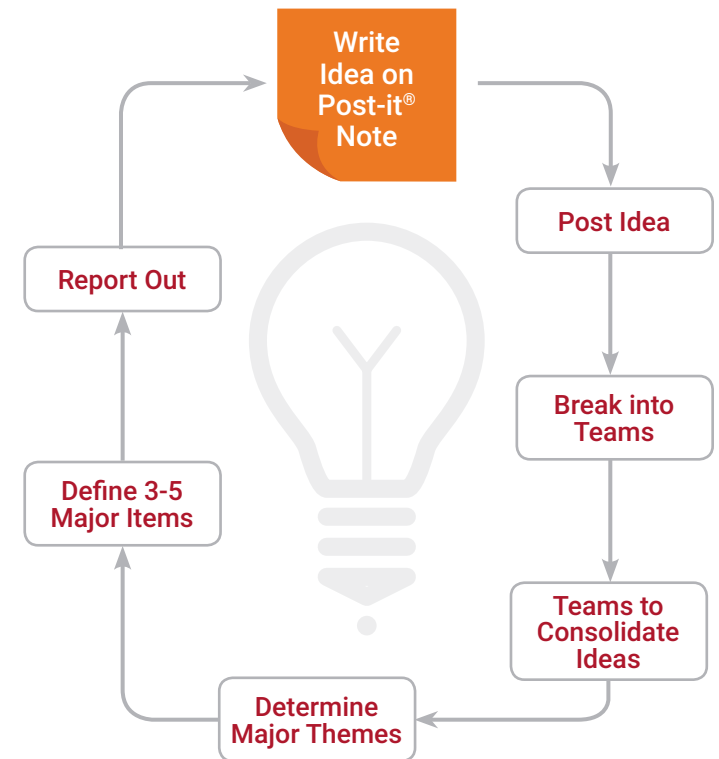 Write
Idea on
Post-it®
Note
Post Idea
Break into
Teams
Teams to
Consolidate
Ideas
Determine
Major Themes
Define 3-5
Major Items
Report Out